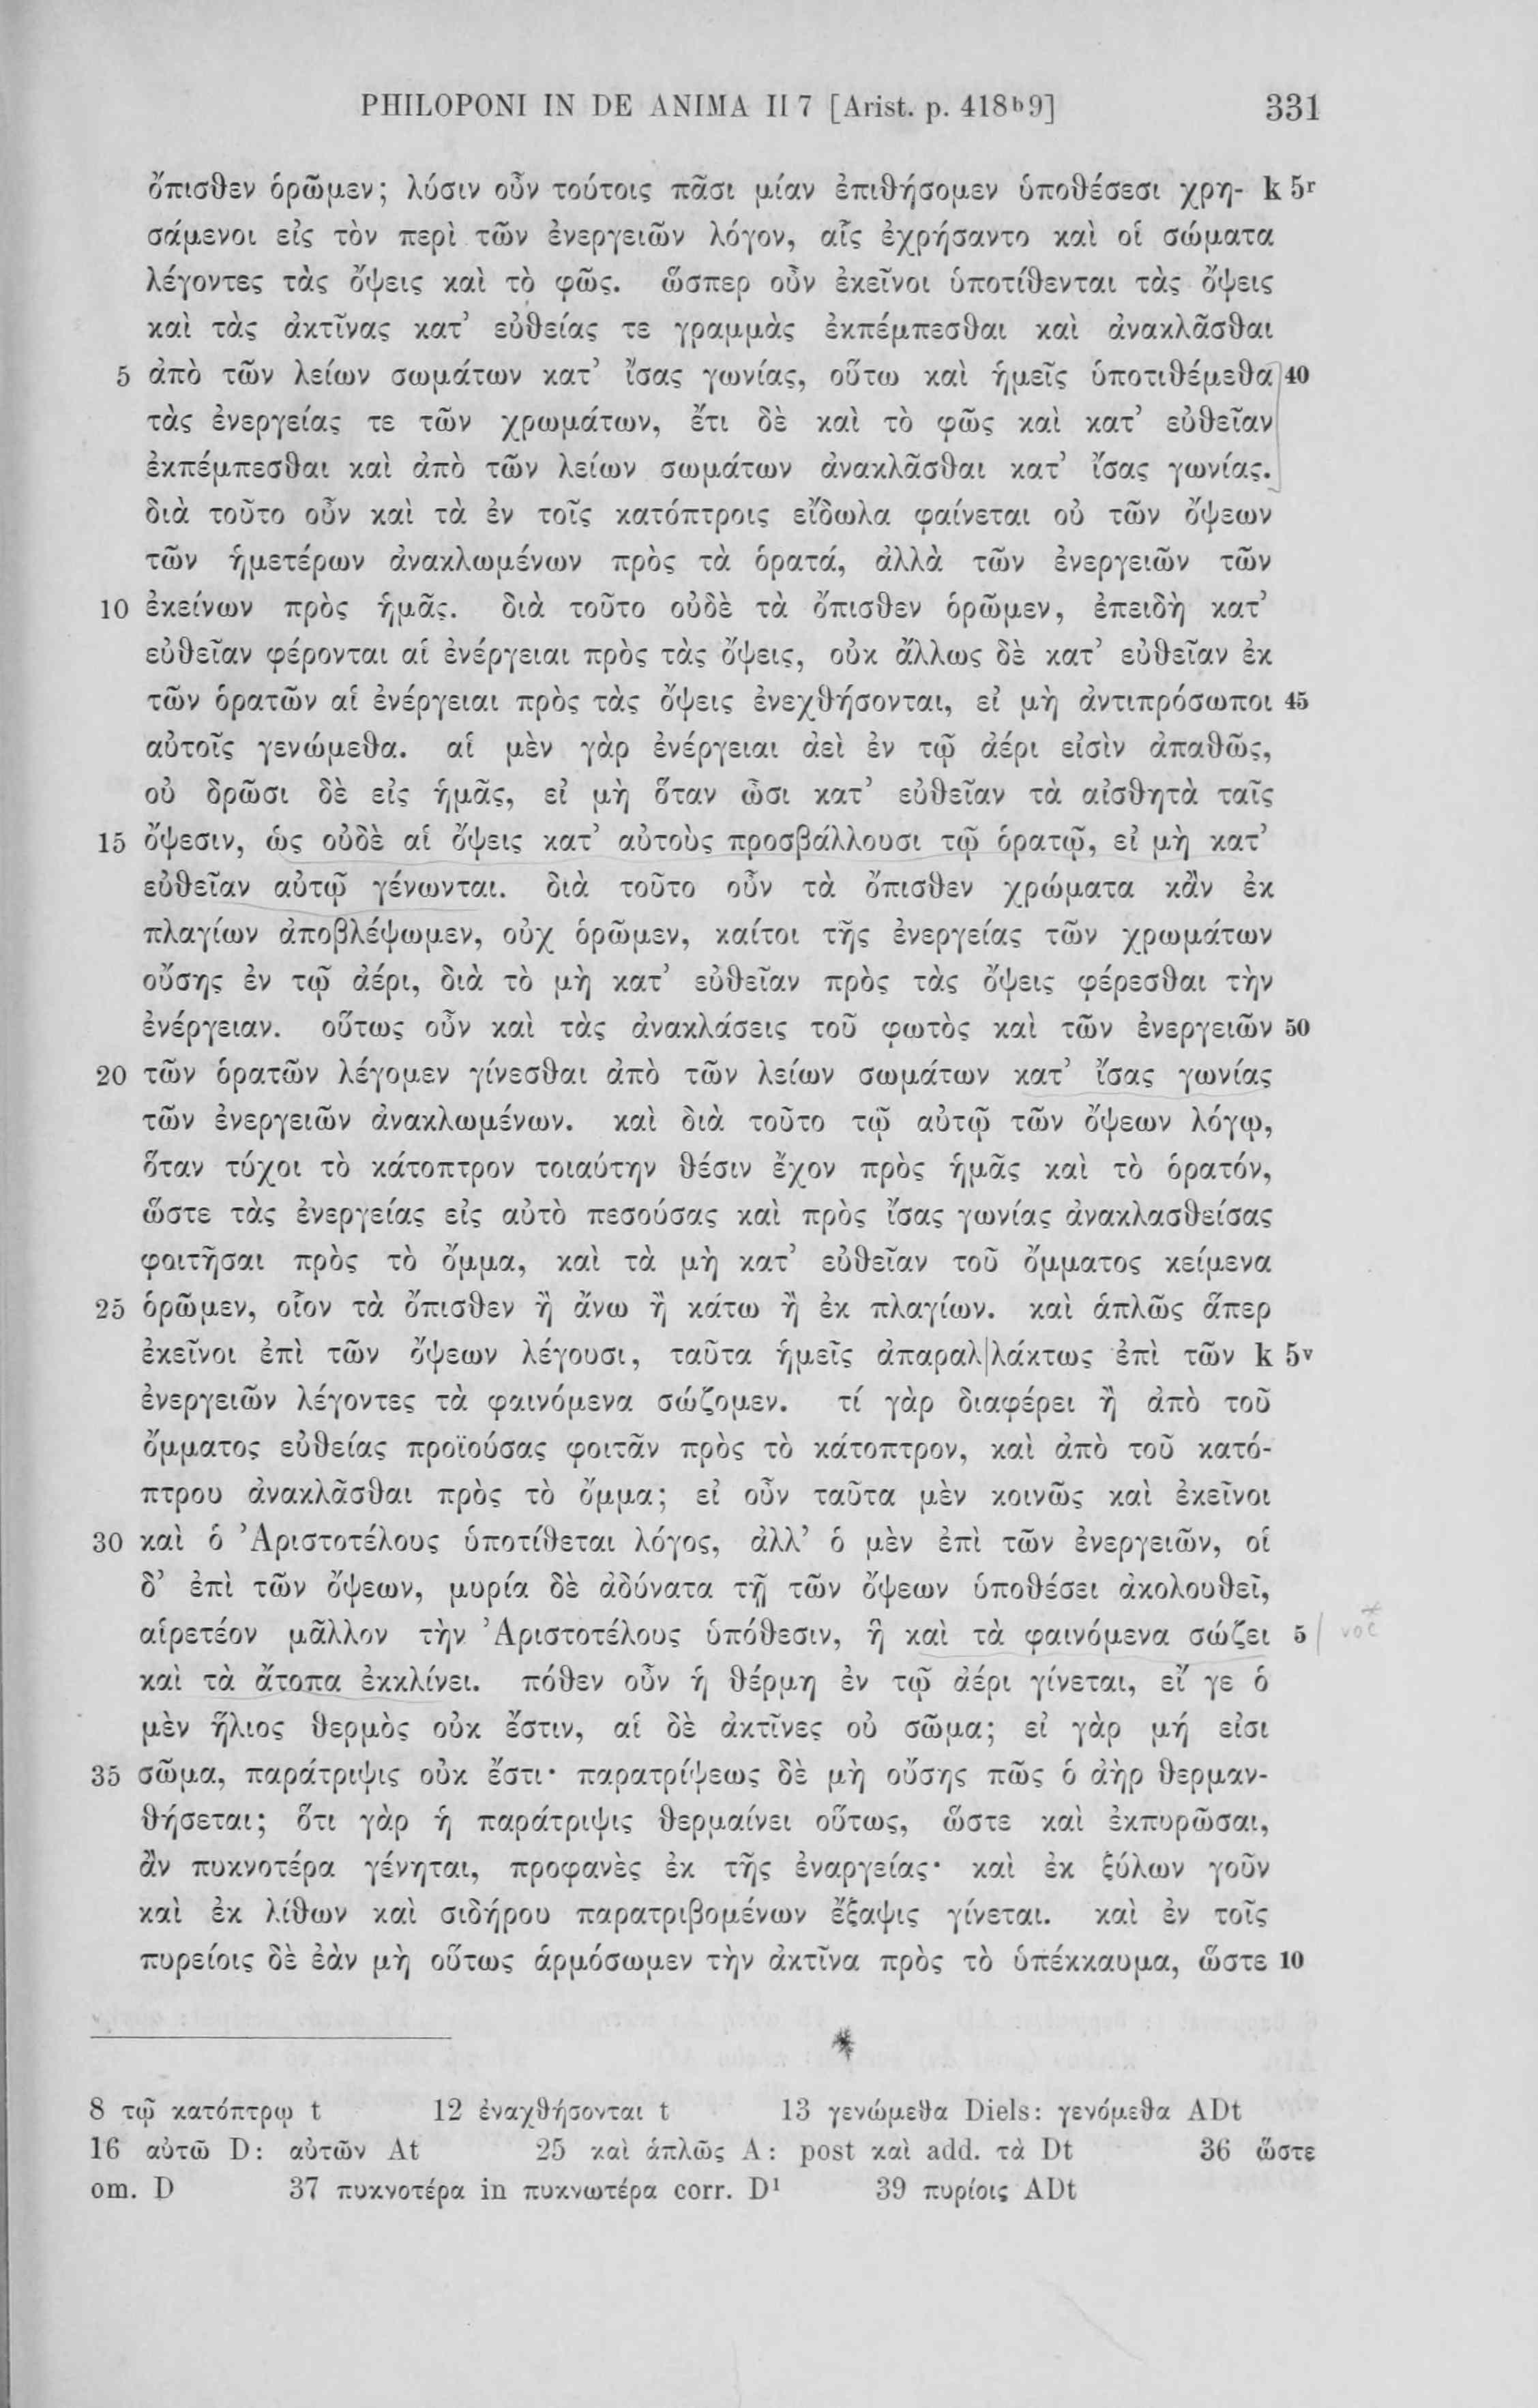 PHILOPONI IN DE ANIMA II 7 [Arist. p. 418ᵇ9] 331
ὄπισθεν ὁρῶμεν; λύσιν οὖν τούτοις πᾶσι μίαν ἐπιθήσομεν ὑποθέσεσι χρη- k 5ʳ
σάμενοι εἰς τὸν περὶ τῶν ἐνεργειῶν λόγον, αἷς ἐχρήσαντο καὶ οἱ σώματα
λέγοντες τὰς ὄψεις καὶ τὸ φῶς. ὥσπερ οὖν ἐκεῖνοι ὑποτίθενται τὰς ὄψεις
καὶ τὰς ἀκτῖνας κατ’ εὐθείας τε γραμμὰς ἐκπέμπεσθαι καὶ ἀνακλᾶσθαι
5 ἀπὸ τῶν λείων σωμάτων κατ’ ἴσας γωνίας, οὕτω καὶ ἡμεῖς ὑποτιθέμεθα 40
τὰς ἐνεργείας τε τῶν χρωμάτων, ἔτι δὲ καὶ τὸ φῶς καὶ κατ’ εὐθεῖαν
ἐκπέμπεσθαι καὶ ἀπὸ τῶν λείων σωμάτων ἀνακλᾶσθαι κατ’ ἴσας γωνίας.
διὰ τοῦτο οὖν καὶ τὰ ἐν τοῖς κατόπτροις εἴδωλα φαίνεται οὐ τῶν ὄψεων
τῶν ἡμετέρων ἀνακλωμένων πρὸς τὰ ὁρατά, ἀλλὰ τῶν ἐνεργειῶν τῶν
10 ἐκείνων πρὸς ἡμᾶς. διὰ τοῦτο οὐδὲ τὰ ὄπισθεν ὁρῶμεν, ἐπειδὴ κατ’
εὐθεῖαν φέρονται αἱ ἐνέργειαι πρὸς τὰς ὄψεις, οὐκ ἄλλως δὲ κατ’ εὐθεῖαν ἐκ
τῶν ὁρατῶν αἱ ἐνέργειαι πρὸς τὰς ὄψεις ἐνεχθήσονται, εἰ μὴ ἀντιπρόσωποι 45
αὐτοῖς γενώμεθα. αἱ μὲν γὰρ ἐνέργειαι ἀεὶ ἐν τῷ ἀέρι εἰσὶν ἀπαθῶς,
οὐ δρῶσι δὲ εἰς ἡμᾶς, εἰ μὴ ὅταν ὦσι κατ’ εὐθεῖαν τὰ αἰσθητὰ ταῖς
15 ὄψεσιν, ὡς οὐδὲ αἱ ὄψεις κατ’ αὐτοὺς προσβάλλουσι τῷ ὁρατῷ, εἰ μὴ κατ’
εὐθεῖαν αὐτῷ γένωνται. διὰ τοῦτο οὖν τὰ ὄπισθεν χρώματα κἂν ἐκ
πλαγίων ἀποβλέψωμεν, οὐχ ὁρῶμεν, καίτοι τῆς ἐνεργείας τῶν χρωμάτων
οὔσης ἐν τῷ ἀέρι, διὰ τὸ μὴ κατ’ εὐθεῖαν πρὸς τὰς ὄψεις φέρεσθαι τὴν
ἐνέργειαν. οὕτως οὖν καὶ τὰς ἀνακλάσεις τοῦ φωτὸς καὶ τῶν ἐνεργειῶν 50
20 τῶν ὁρατῶν λέγομεν γίνεσθαι ἀπὸ τῶν λείων σωμάτων κατ’ ἴσας γωνίας
τῶν ἐνεργειῶν ἀνακλωμένων. καὶ διὰ τοῦτο τῷ αὐτῷ τῶν ὄψεων λόγῳ,
ὅταν τύχοι τὸ κάτοπτρον τοιαύτην θέσιν ἔχον πρὸς ἡμᾶς καὶ τὸ ὁρατόν,
ὥστε τὰς ἐνεργείας εἰς αὐτὸ πεσούσας καὶ πρὸς ἴσας γωνίας ἀνακλασθείσας
φοιτῆσαι πρὸς τὸ ὄμμα, καὶ τὰ μὴ κατ’ εὐθεῖαν τοῦ ὄμματος κείμενα
25 ὁρῶμεν, οἷον τὰ ὄπισθεν ἢ ἄνω ἢ κάτω ἢ ἐκ πλαγίων. καὶ ἁπλῶς ἅπερ
ἐκεῖνοι ἐπὶ τῶν ὄψεων λέγουσι, ταῦτα ἡμεῖς ἀπαραλ|λάκτως ἐπὶ τῶν k 5ᵛ
ἐνεργειῶν λέγοντες τὰ φαινόμενα σώζομεν. τί γὰρ διαφέρει ἢ ἀπὸ τοῦ
ὄμματος εὐθείας προϊούσας φοιτᾶν πρὸς τὸ κάτοπτρον, καὶ ἀπὸ τοῦ κατό-
πτρου ἀνακλᾶσθαι πρὸς τὸ ὄμμα; εἰ οὖν ταῦτα μὲν κοινῶς καὶ ἐκεῖνοι
30 καὶ ὁ Ἀριστοτέλους ὑποτίθεται λόγος, ἀλλ’ ὁ μὲν ἐπὶ τῶν ἐνεργειῶν, οἱ
δ’ ἐπὶ τῶν ὄψεων, μυρία δὲ ἀδύνατα τῇ τῶν ὄψεων ὑποθέσει ἀκολουθεῖ,
αἱρετέον μᾶλλον τὴν Ἀριστοτέλους ὑπόθεσιν, ἣ καὶ τὰ φαινόμενα σώζει 5
καὶ τὰ ἄτοπα ἐκκλίνει. πόθεν οὖν ἡ θέρμη ἐν τῷ ἀέρι γίνεται, εἴ γε ὁ
μὲν ἥλιος θερμὸς οὐκ ἔστιν, αἱ δὲ ἀκτῖνες οὐ σῶμα; εἰ γὰρ μή εἰσι
35 σῶμα, παράτριψις οὐκ ἔστι· παρατρίψεως δὲ μὴ οὔσης πῶς ὁ ἀὴρ θερμαν-
θήσεται; ὅτι γὰρ ἡ παράτριψις θερμαίνει οὕτως, ὥστε καὶ ἐκπυρῶσαι,
ἂν πυκνοτέρα γένηται, προφανὲς ἐκ τῆς ἐναργείας· καὶ ἐκ ξύλων γοῦν
καὶ ἐκ λίθων καὶ σιδήρου παρατριβομένων ἔξαψις γίνεται. καὶ ἐν τοῖς
πυρείοις δὲ ἐὰν μὴ οὕτως ἁρμόσωμεν τὴν ἀκτῖνα πρὸς τὸ ὑπέκκαυμα, ὥστε 10
8 τῷ κατόπτρῳ t 12 ἐναχθήσονται t 13 γενώμεθα Diels: γενόμεθα ADt
16 αὐτῶ D: αὐτῶν At 25 καὶ ἁπλῶς A: post καὶ add. τὰ Dt 36 ὥστε
om. D 37 πυκνοτέρα in πυκνωτέρα corr. D¹ 39 πυρίοις ADt